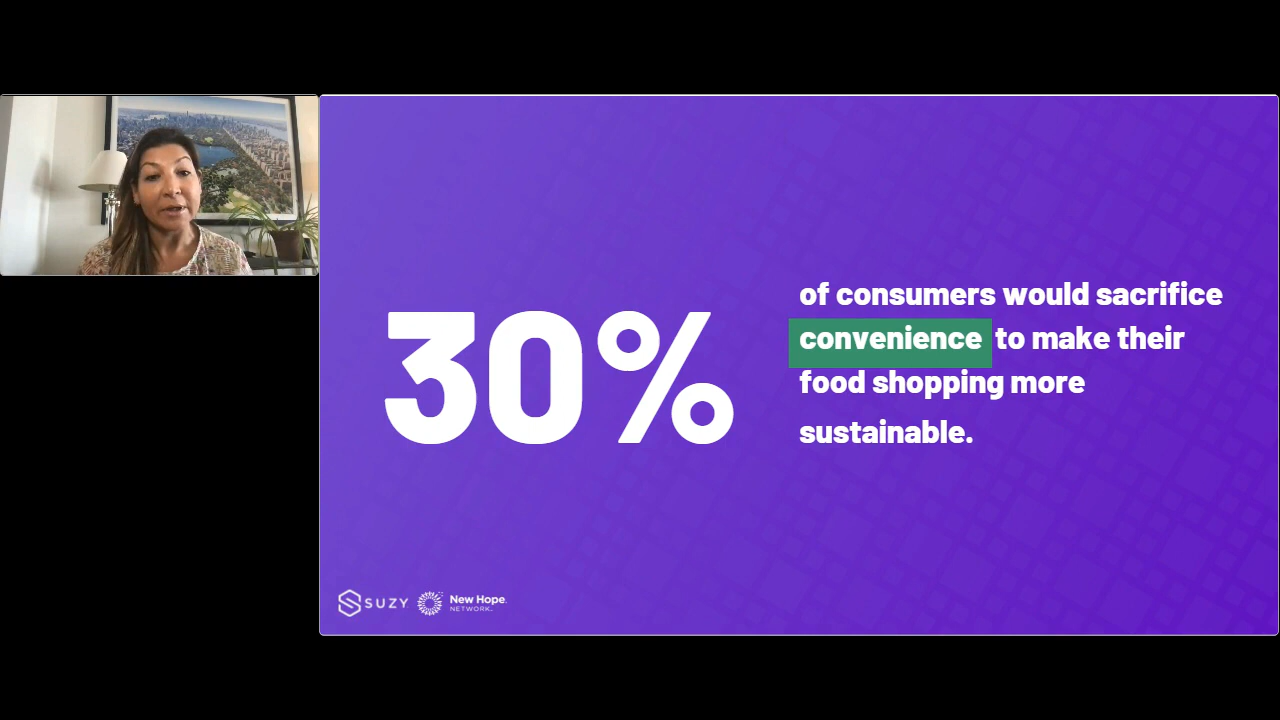 30%
of consumers would sacrifice
convenience to make their
food shopping more
sustainable.
SUZY
New Hope
NETWORK